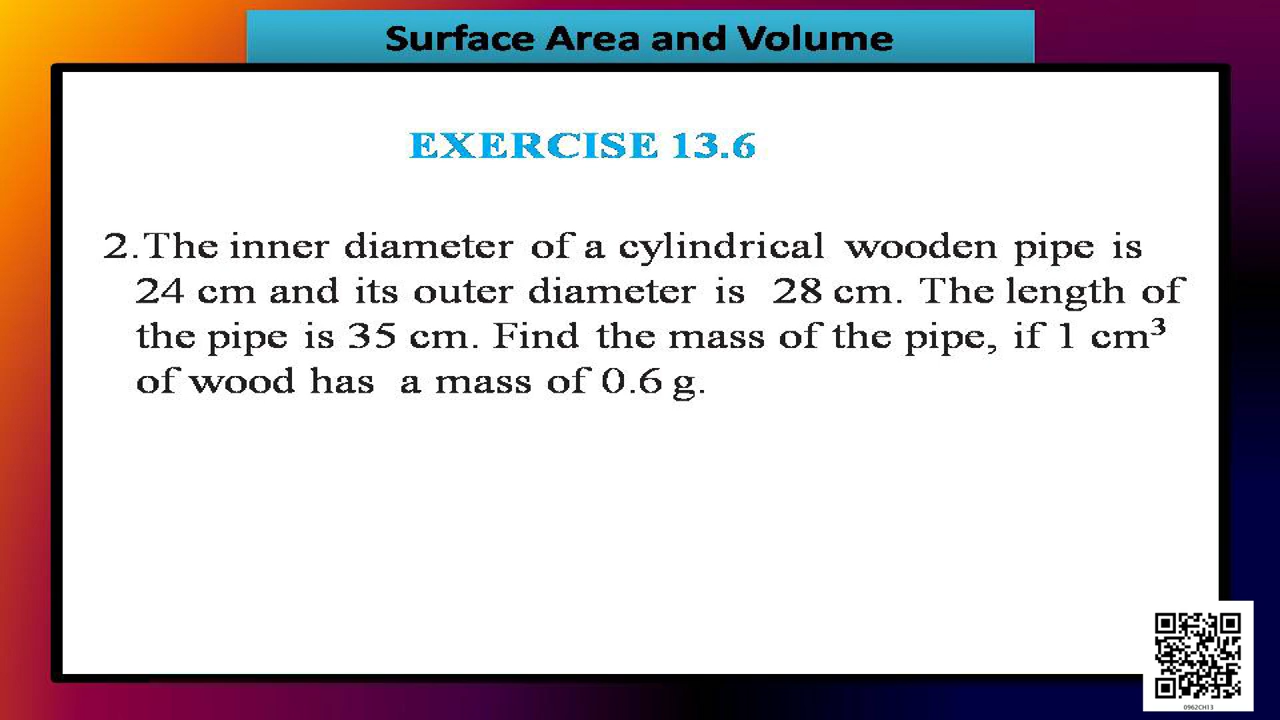 Surface Area and Volume
EXERCISE 13.6
2.The inner diameter of a cylindrical wooden pipe is
24 cm and its outer diameter is 28 cm. The length of
the pipe is 35 cm. Find the mass of the pipe, if 1 cm³
of wood has a mass of 0.6 g.
0962CH13